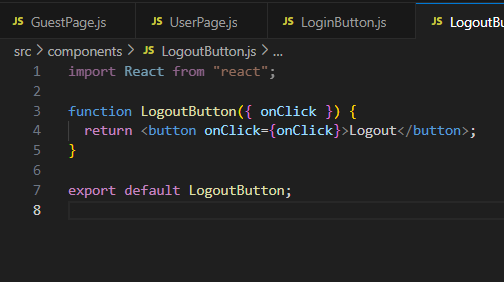 JS GuestPage.js JS UserPage.js JS LoginButton.js JS
src > components > JS LogoutButton.js > ...
1 import React from "react";
2
3 function LogoutButton({ onClick }) {
4 return <button onClick={onClick}>Logout</button>;
5 }
6
7 export default LogoutButton;
8